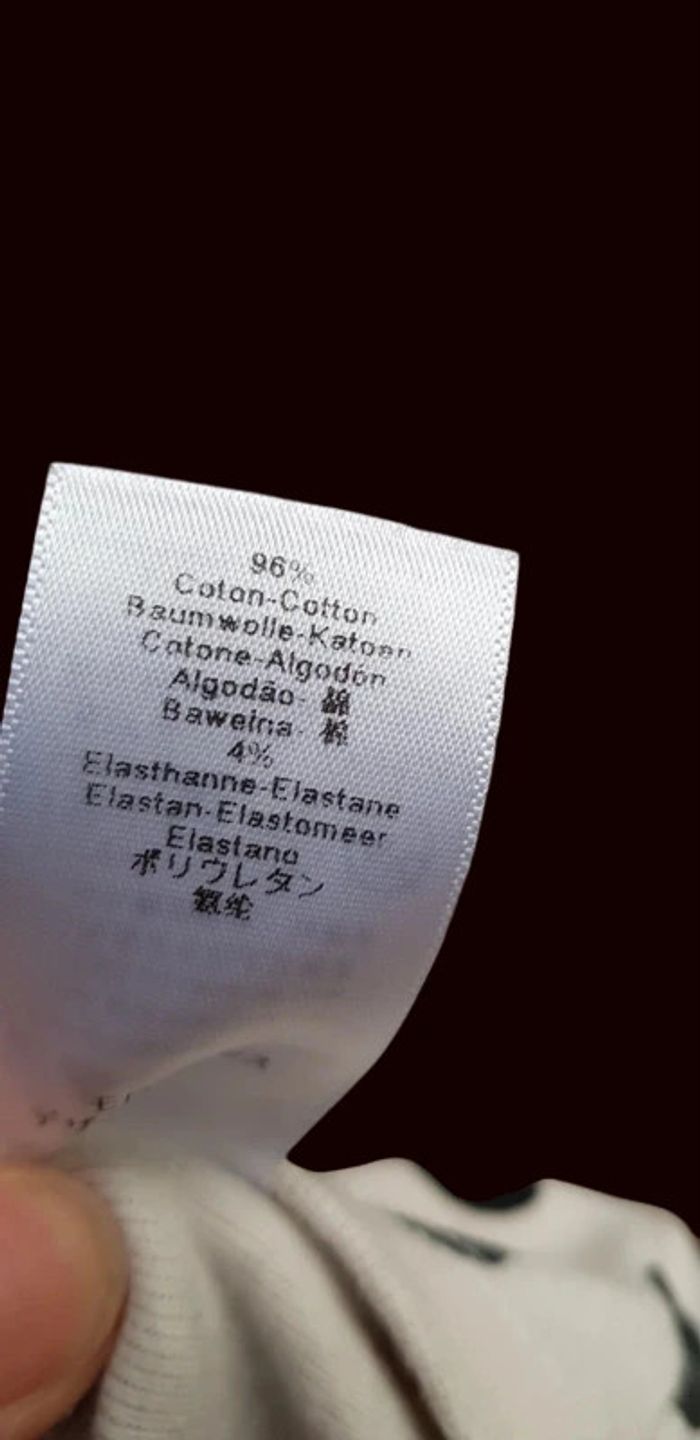 96%
Coton-Cotton
Baumwolle-Katoen
Cotone-Algodón
Algodão- 綿
Baweina- 棉
4%
Elasthanne-Elastane
Elastan-Elastomeer
Elastano
ポリウレタン
氨纶